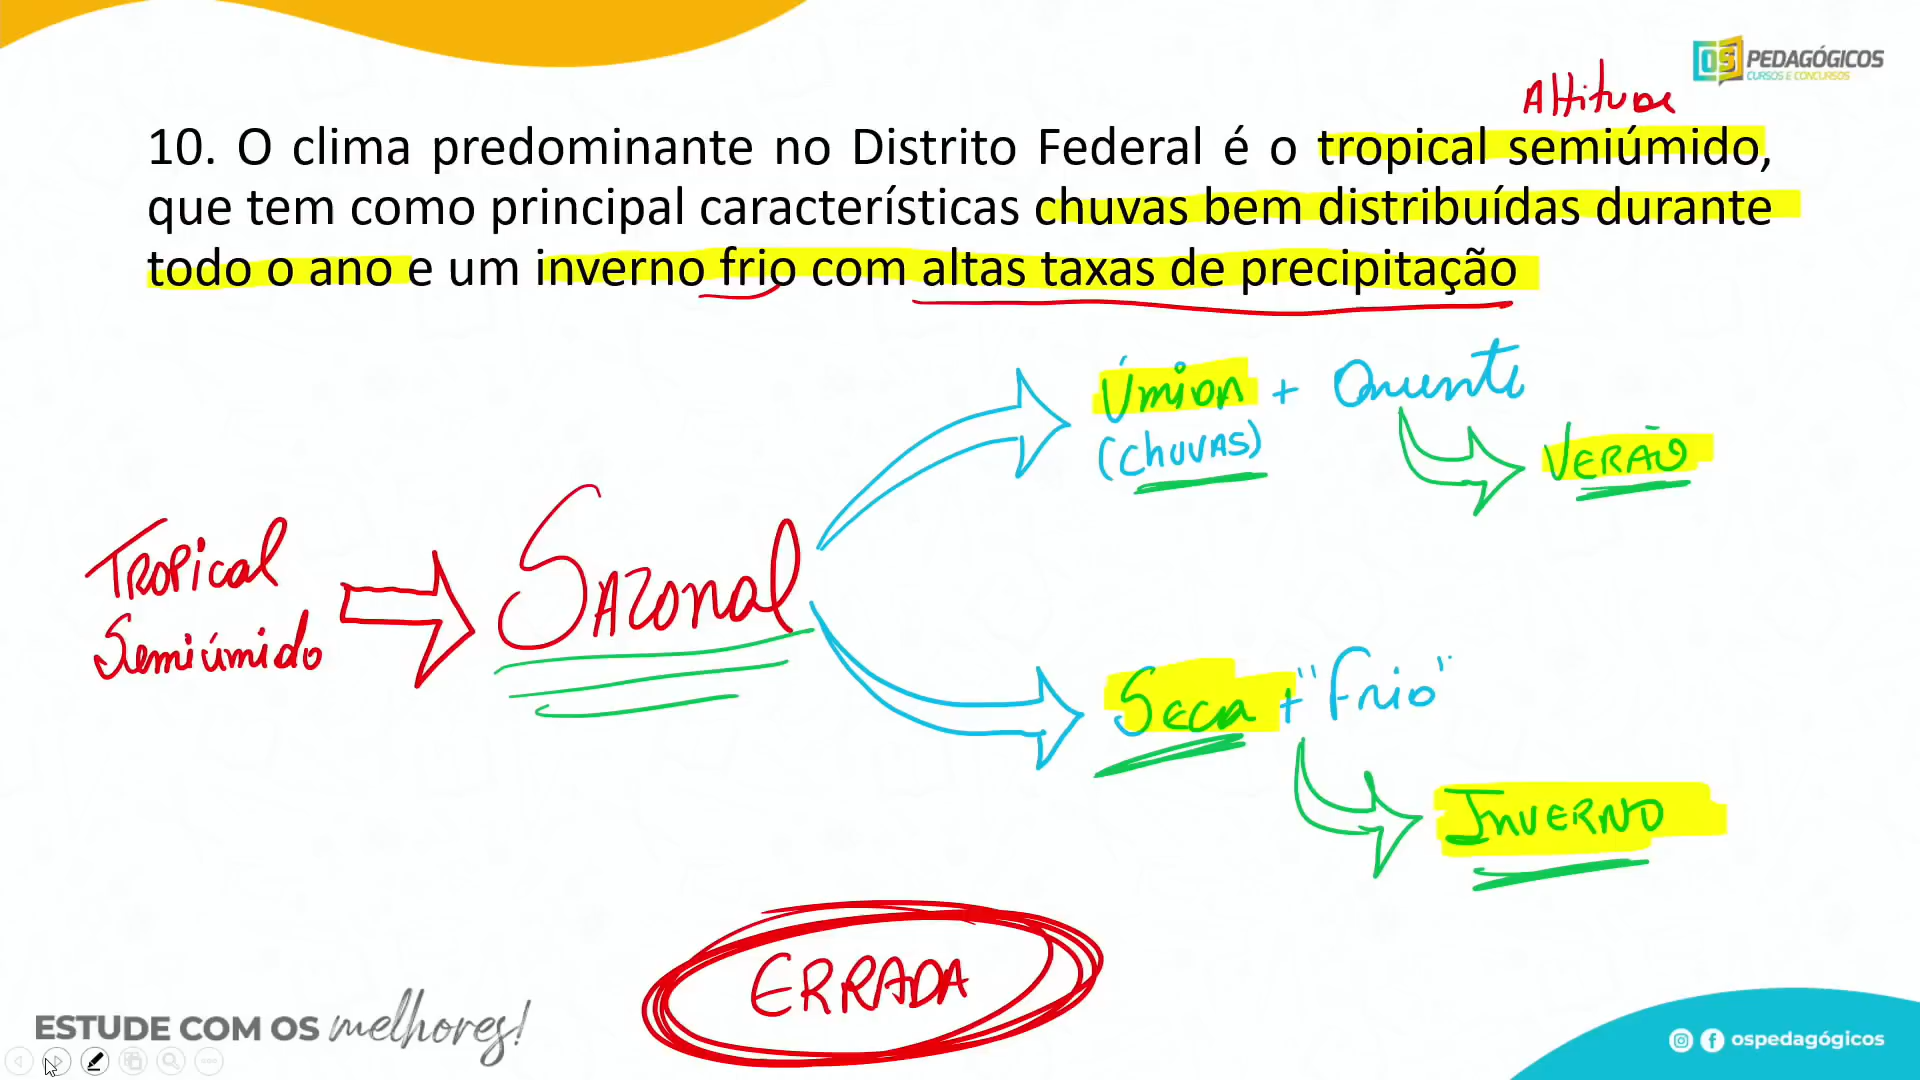 OS PEDAGÓGICOS
CURSOS E CONCURSOS
Altitude
10. O clima predominante no Distrito Federal é o tropical semiúmido,
que tem como principal características chuvas bem distribuídas durante
todo o ano e um inverno frio com altas taxas de precipitação
ÚMIDA + Quente
(CHUVAS)
VERÃO
TROPical
Semiúmido
SAZonal
SECA + "Frio"
INVERNO
ERRADA
ESTUDE COM OS melhores!
ospedagógicos